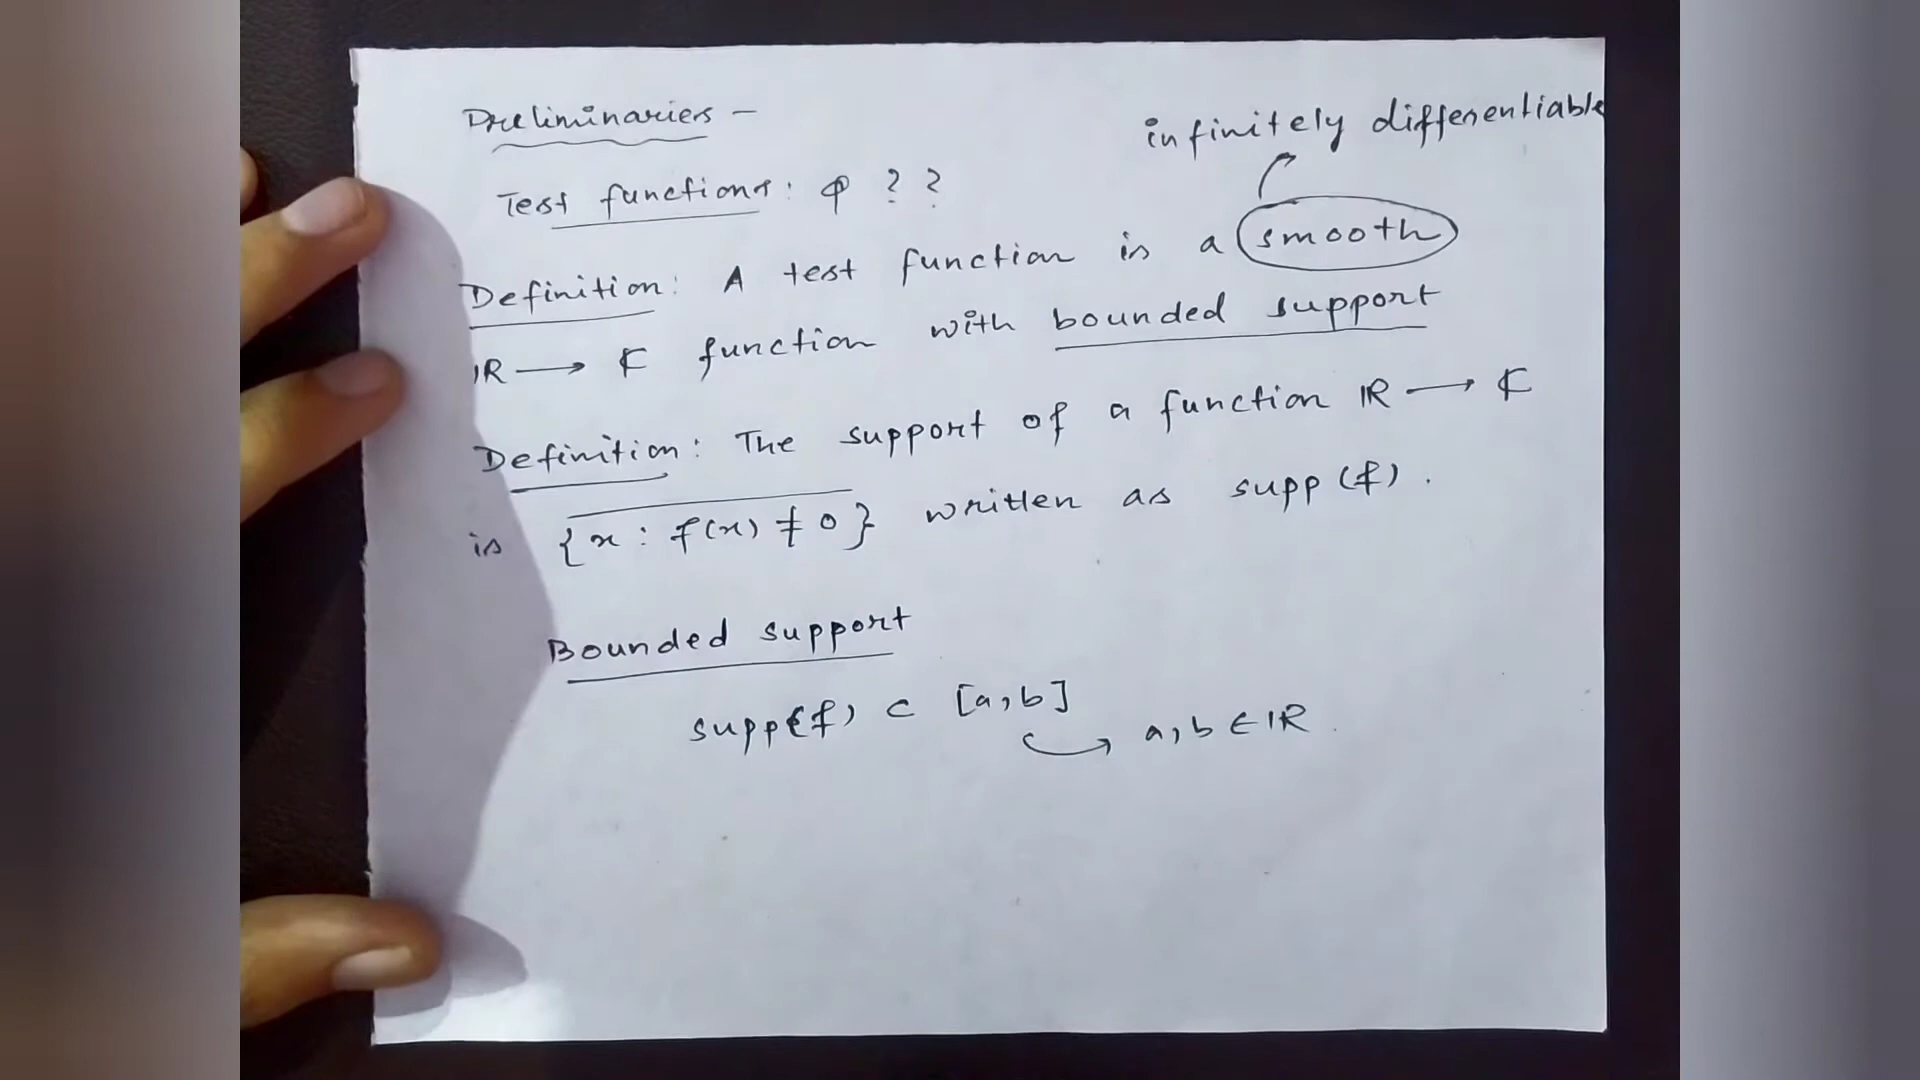 Preliminaries -
infinitely differentiable
Test functions: φ ? ?
Definition: A test function is a smooth
ℝ ⟶ ℂ function with bounded support
Definition: The support of a function ℝ ⟶ ℂ
is \overline{{x : f(x) ≠ 0}} written as supp (f).
Bounded support
supp(f) ⊂ [a, b]
a, b ∈ ℝ.